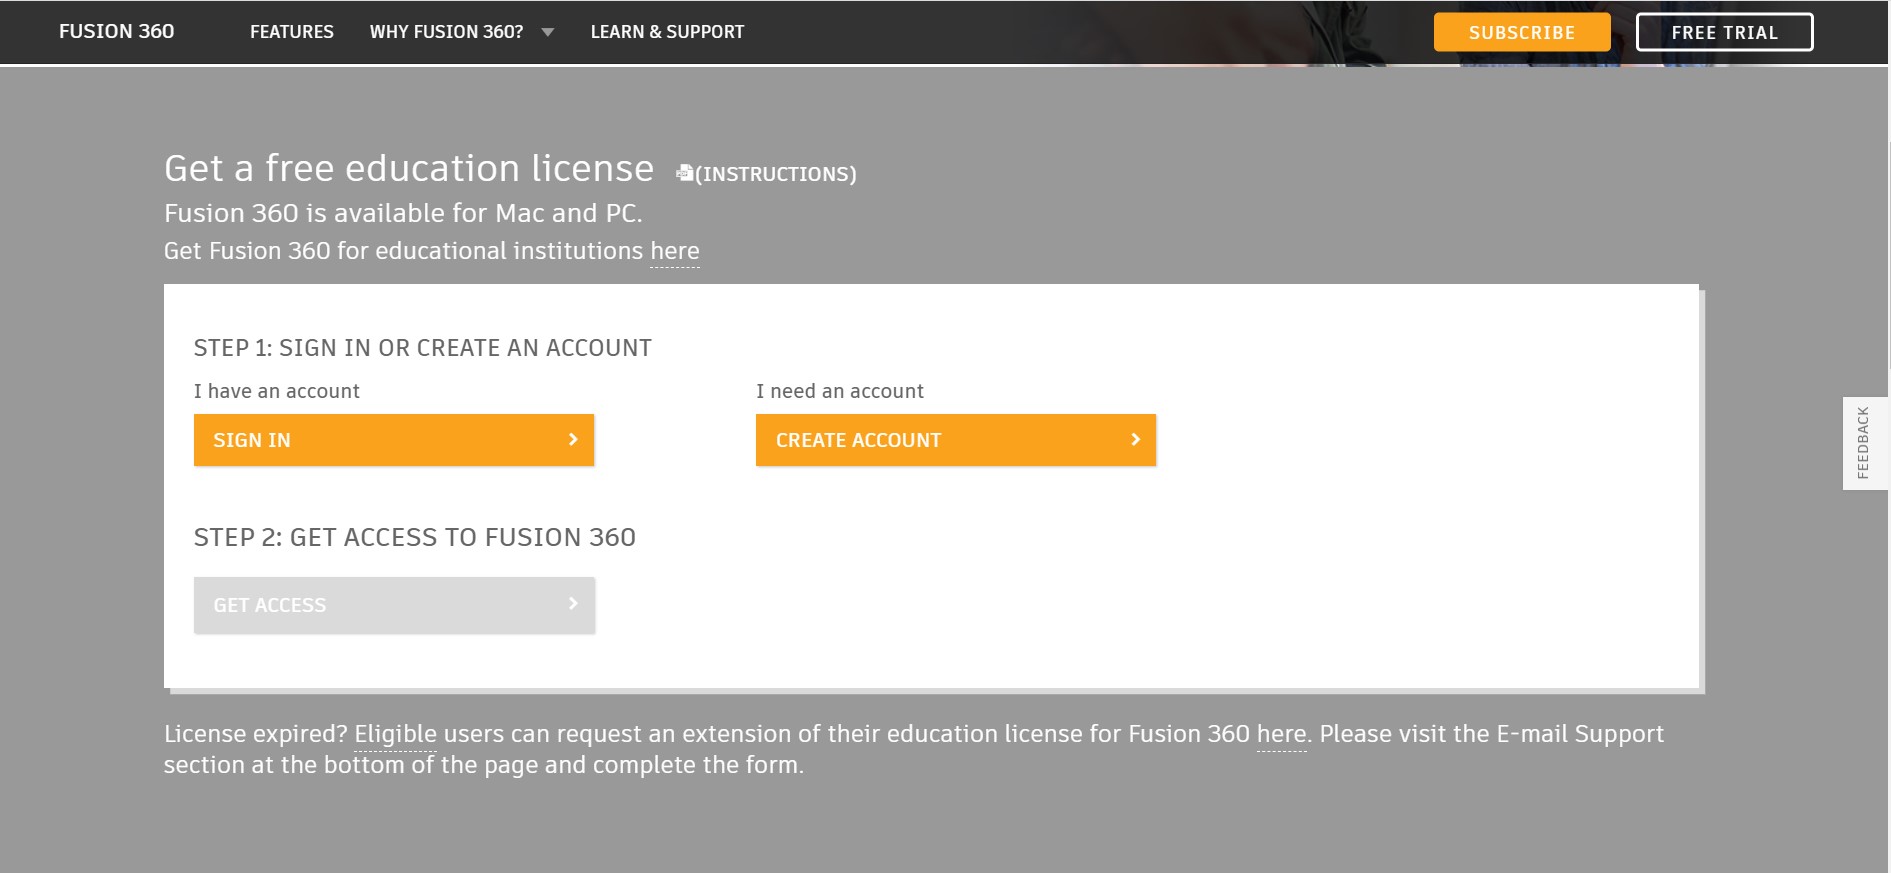 FUSION 360
FEATURES
WHY FUSION 360?
LEARN & SUPPORT
SUBSCRIBE
FREE TRIAL
Get a free education license
(INSTRUCTIONS)
Fusion 360 is available for Mac and PC.
Get Fusion 360 for educational institutions here
STEP 1: SIGN IN OR CREATE AN ACCOUNT
I have an account
I need an account
SIGN IN
CREATE ACCOUNT
FEEDBACK
STEP 2: GET ACCESS TO FUSION 360
GET ACCESS
License expired? Eligible users can request an extension of their education license for Fusion 360 here. Please visit the E-mail Support
section at the bottom of the page and complete the form.